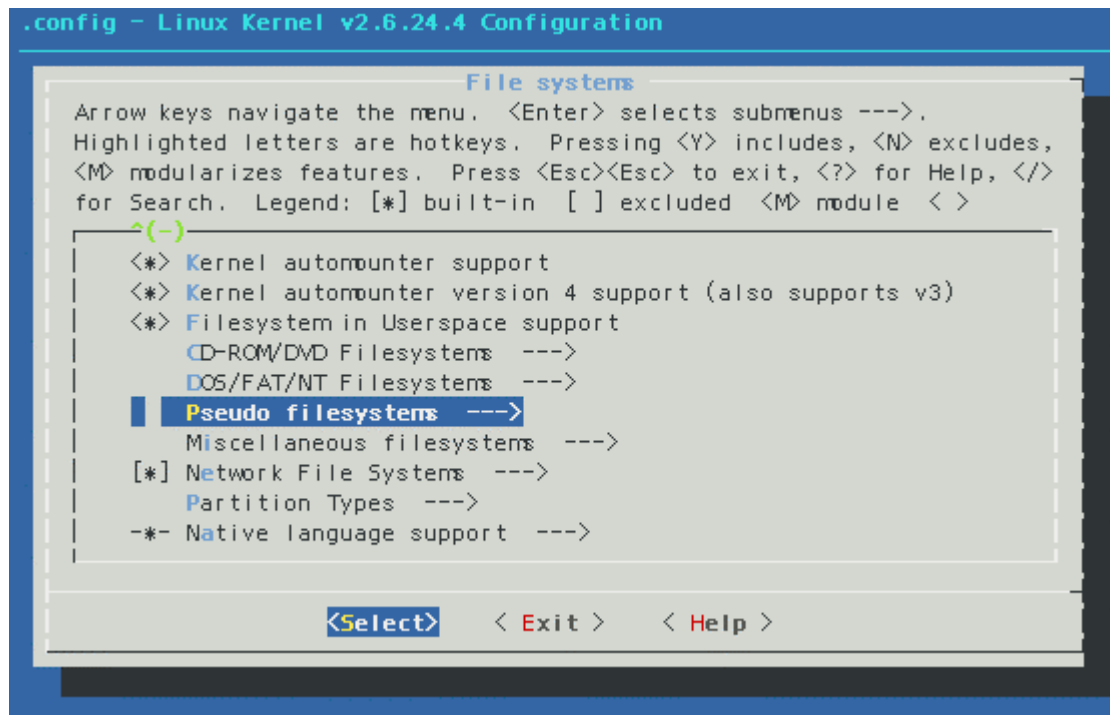 .config - Linux Kernel v2.6.24.4 Configuration
File systems
Arrow keys navigate the menu.  <Enter> selects submenus --->.
Highlighted letters are hotkeys.  Pressing <Y> includes, <N> excludes,
<M> modularizes features.  Press <Esc><Esc> to exit, <?> for Help, </>
for Search.  Legend: [*] built-in  [ ] excluded  <M> module  < >
^(-)
<*> Kernel automounter support
<*> Kernel automounter version 4 support (also supports v3)
<*> Filesystem in Userspace support
CD-ROM/DVD Filesystems  --->
DOS/FAT/NT Filesystems  --->
Pseudo filesystems  --->
Miscellaneous filesystems  --->
[*] Network File Systems  --->
Partition Types  --->
-*- Native language support  --->
<Select>    < Exit >    < Help >